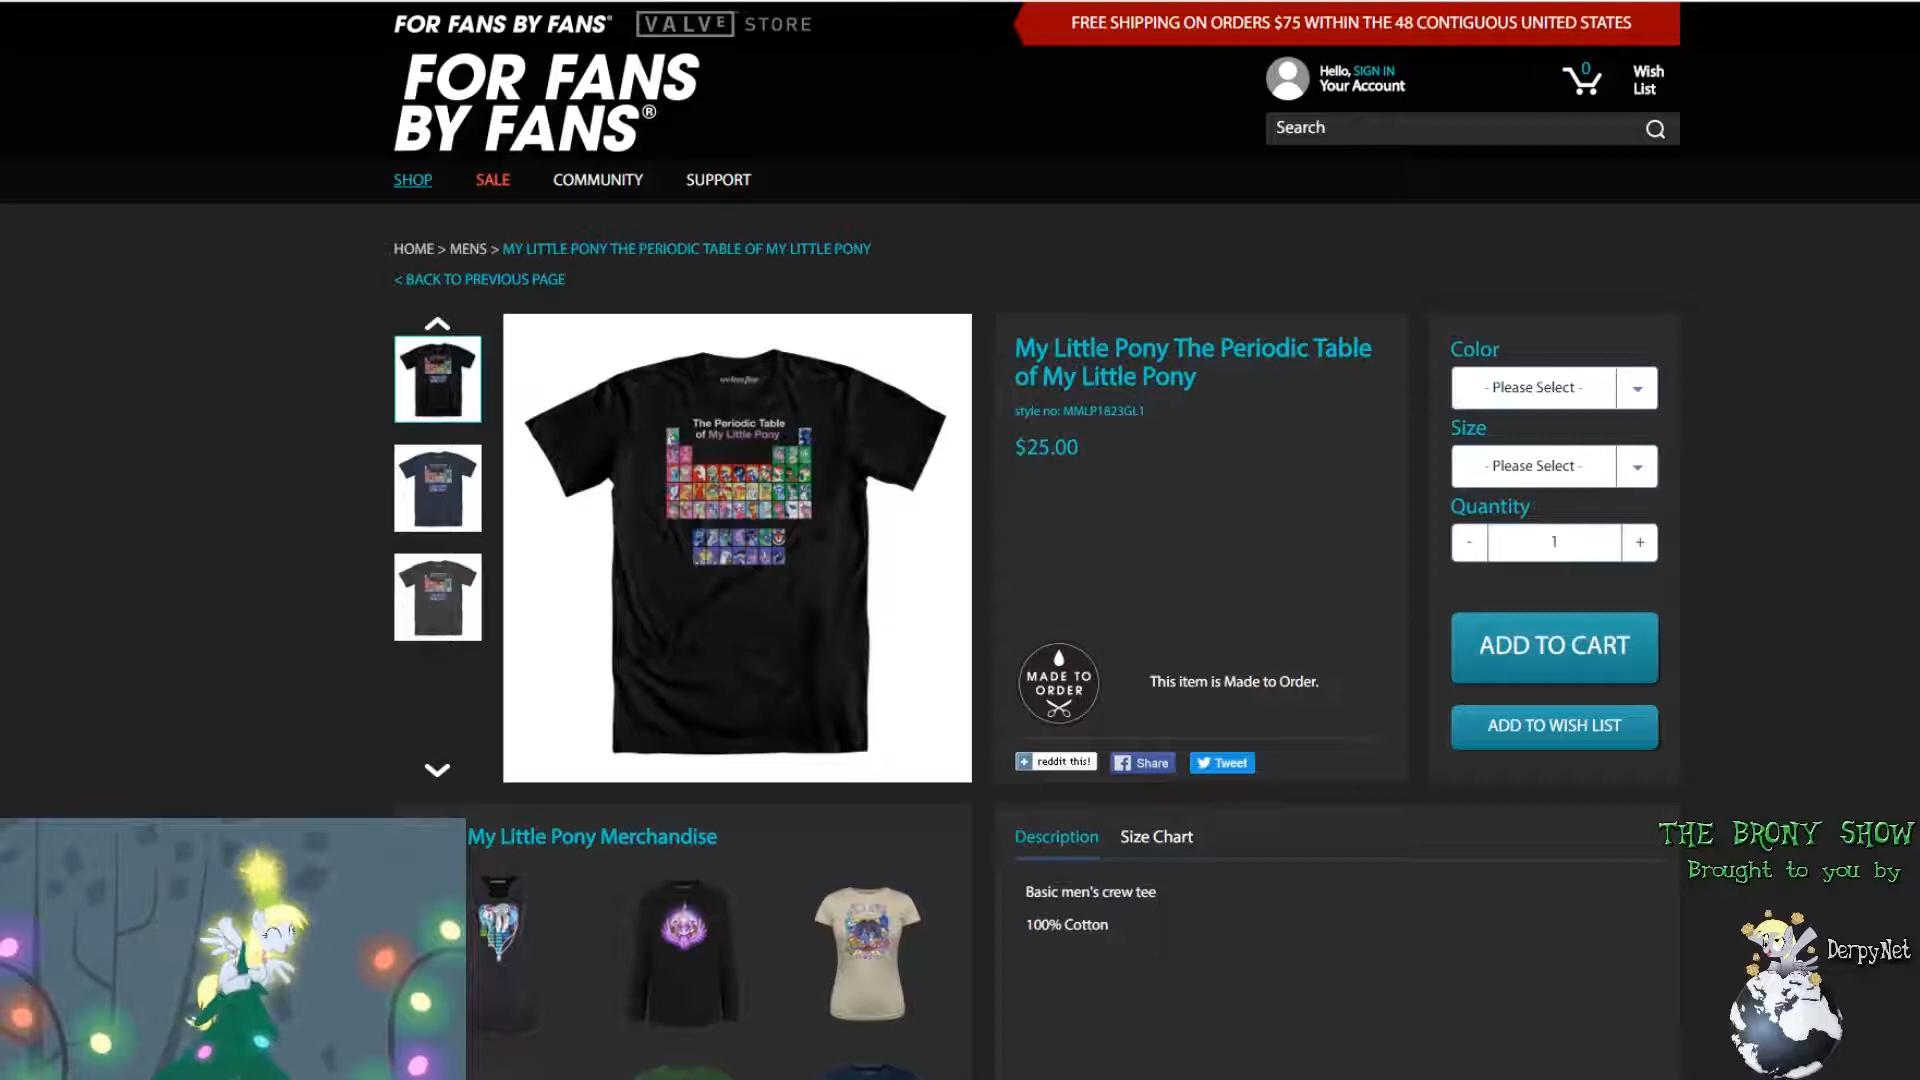 FOR FANS BY FANS®
VALVE STORE
FREE SHIPPING ON ORDERS $75 WITHIN THE 48 CONTIGUOUS UNITED STATES
FOR FANS
BY FANS®
Hello, SIGN IN
Your Account
0
Wish
List
Search
SHOP
SALE
COMMUNITY
SUPPORT
HOME > MENS > MY LITTLE PONY THE PERIODIC TABLE OF MY LITTLE PONY
< BACK TO PREVIOUS PAGE
The Periodic Table
of My Little Pony
My Little Pony The Periodic Table
of My Little Pony
style no: MMLP1823GL1
$25.00
MADE TO
ORDER
This item is Made to Order.
+ reddit this!
Share
Tweet
Color
- Please Select -
Size
- Please Select -
Quantity
- 1 +
ADD TO CART
ADD TO WISH LIST
My Little Pony Merchandise
Description
Size Chart
Basic men's crew tee
100% Cotton
THE BRONY SHOW
Brought to you by
DerpyNet